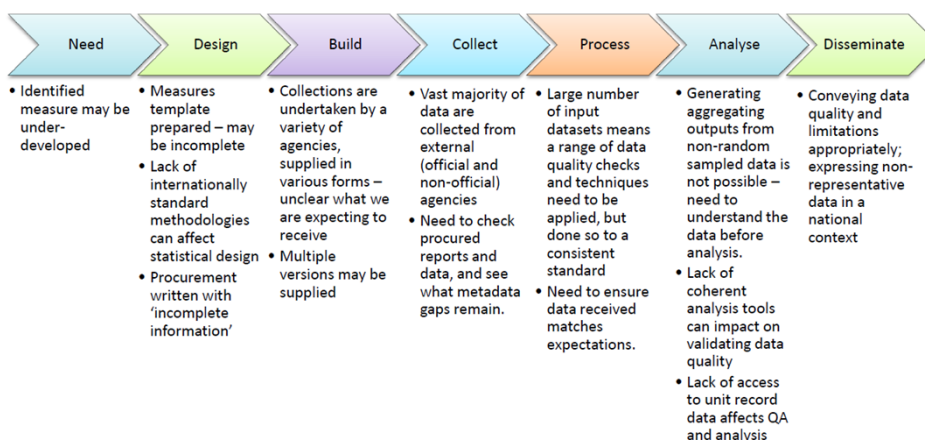 Need
Design
Build
Collect
Process
Analyse
Disseminate
• Identified
measure may be
under-
developed
• Measures
template
prepared – may
be incomplete
• Lack of
internationally
standard
methodologies
can affect
statistical design
• Procurement
written with
‘incomplete
information’
• Collections are
undertaken by a
variety of
agencies,
supplied in
various forms –
unclear what we
are expecting to
receive
• Multiple
versions may be
supplied
• Vast majority of
data are
collected from
external
(official and
non-official)
agencies
• Need to check
procured
reports and
data, and see
what metadata
gaps remain.
• Large number
of input
datasets means
a range of data
quality checks
and techniques
need to be
applied, but
done so to a
consistent
standard
• Need to ensure
data received
matches
expectations.
• Generating
aggregating
outputs from
non-random
sampled data is
not possible –
need to
understand the
data before
analysis.
• Lack of
coherent
analysis tools
can impact on
validating data
quality
• Lack of access
to unit record
data affects QA
and analysis
• Conveying data
quality and
limitations
appropriately;
expressing non-
representative
data in a
national
context